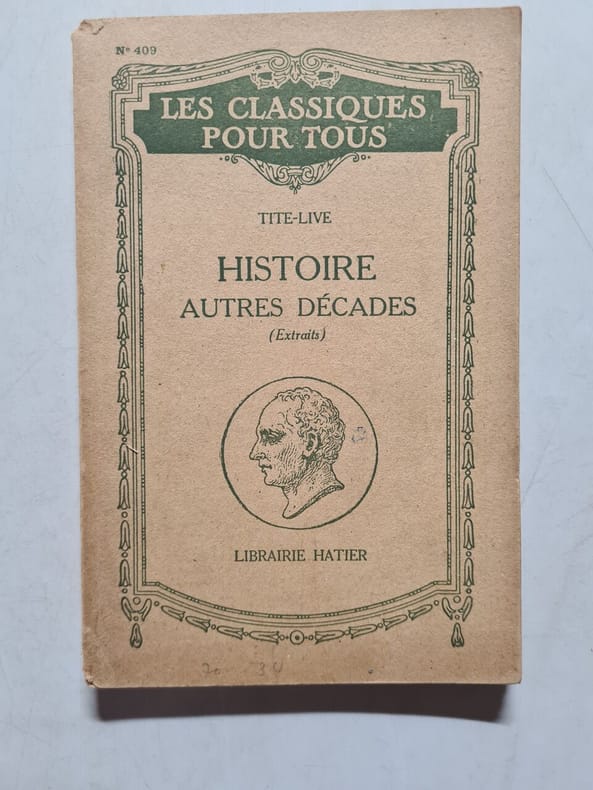 N° 409
LES CLASSIQUES
POUR TOUS
TITE-LIVE
HISTOIRE
AUTRES DÉCADES
(Extraits)
LIBRAIRIE HATIER